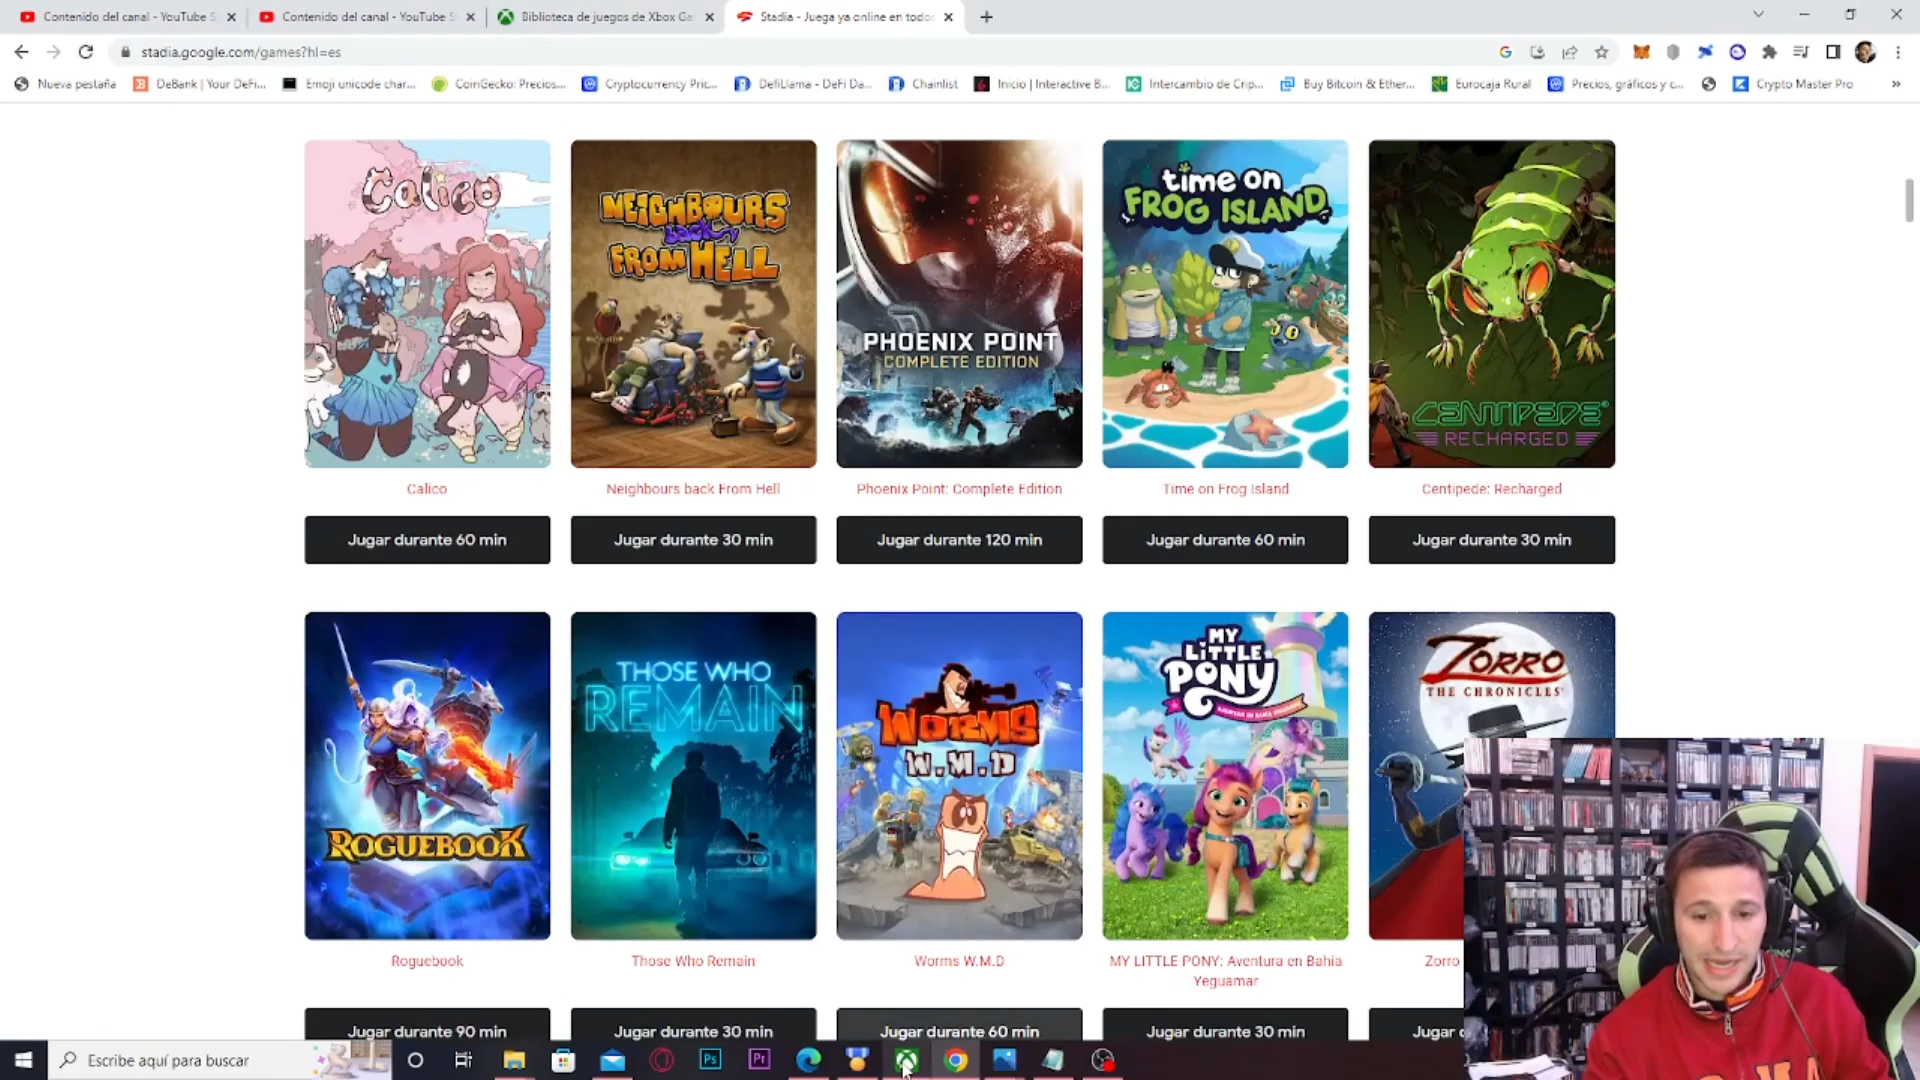 Contenido del canal - YouTube S
Contenido del canal - YouTube S
Biblioteca de juegos de Xbox Ga
Stadia - Juega ya online en todo
stadia.google.com/games?hl=es
Nueva pestaña
DeBank | Your DeFi...
Emoji unicode char...
CoinGecko: Precios...
Cryptocurrency Pric...
DefiLlama - DeFi Da...
Chainlist
Inicio | Interactive B...
Intercambio de Crip...
Buy Bitcoin & Ether...
Eurocaja Rural
Precios, gráficos y c...
Crypto Master Pro
Calico
NEIGHBOURS
back
FROM HELL
PHOENIX POINT
COMPLETE EDITION
time on
FROG ISLAND
CENTIPEDE
RECHARGED
Calico
Neighbours back From Hell
Phoenix Point: Complete Edition
Time on Frog Island
Centipede: Recharged
Jugar durante 60 min
Jugar durante 30 min
Jugar durante 120 min
Jugar durante 60 min
Jugar durante 30 min
ROGUEBOOK
THOSE WHO
REMAIN
WORMS
W.M.D
MY
LITTLE
PONY
ZORRO
THE CHRONICLES
Roguebook
Those Who Remain
Worms W.M.D
MY LITTLE PONY: Aventura en Bahía
Yeguamar
Zorro
Jugar durante 90 min
Jugar durante 30 min
Jugar durante 60 min
Jugar durante 30 min
Jugar
Escribe aquí para buscar
Ps
Pr